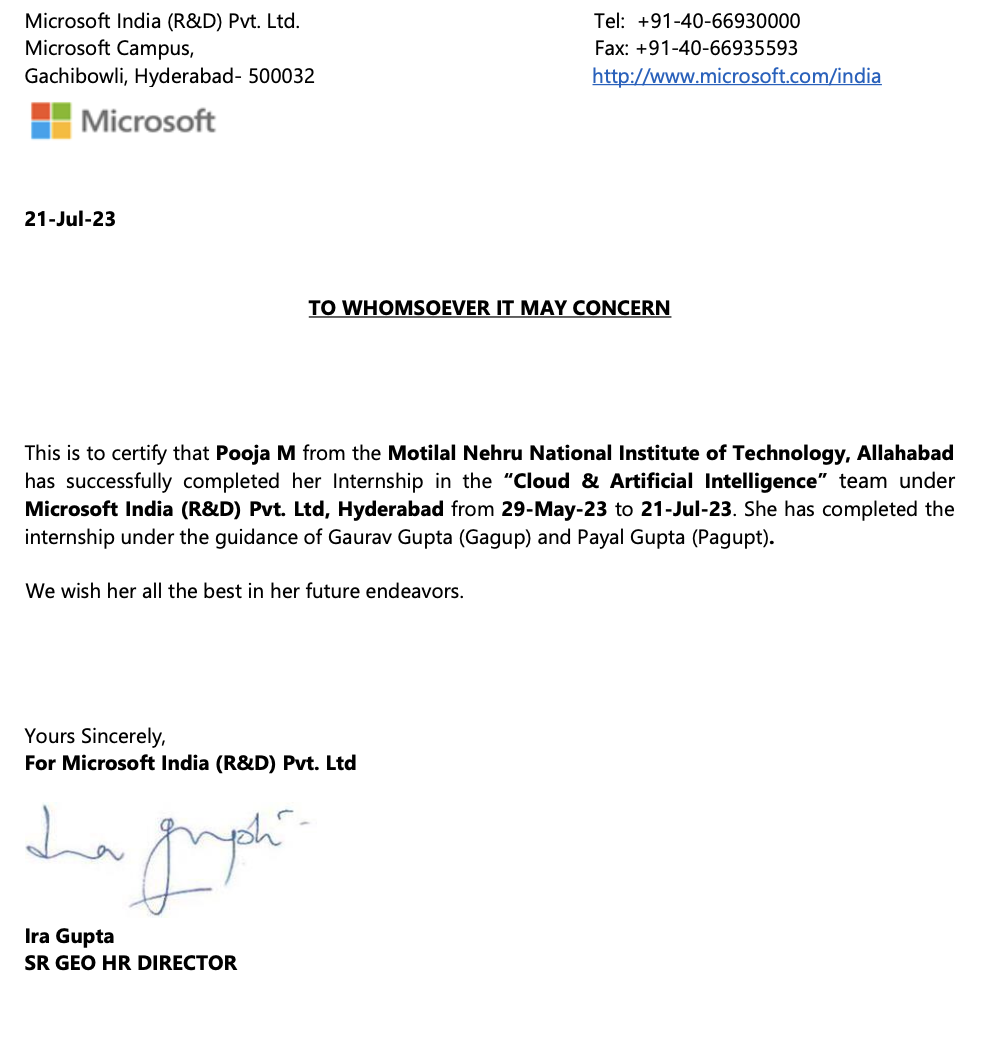 Microsoft India (R&D) Pvt. Ltd.
Tel: +91-40-66930000
Microsoft Campus,
Fax: +91-40-66935593
Gachibowli, Hyderabad- 500032
http://www.microsoft.com/india
Microsoft
21-Jul-23
TO WHOMSOEVER IT MAY CONCERN
This is to certify that Pooja M from the Motilal Nehru National Institute of Technology, Allahabad
has successfully completed her Internship in the “Cloud & Artificial Intelligence” team under
Microsoft India (R&D) Pvt. Ltd, Hyderabad from 29-May-23 to 21-Jul-23. She has completed the
internship under the guidance of Gaurav Gupta (Gagup) and Payal Gupta (Pagupt).
We wish her all the best in her future endeavors.
Yours Sincerely,
For Microsoft India (R&D) Pvt. Ltd
Ira Gupta
Ira Gupta
SR GEO HR DIRECTOR